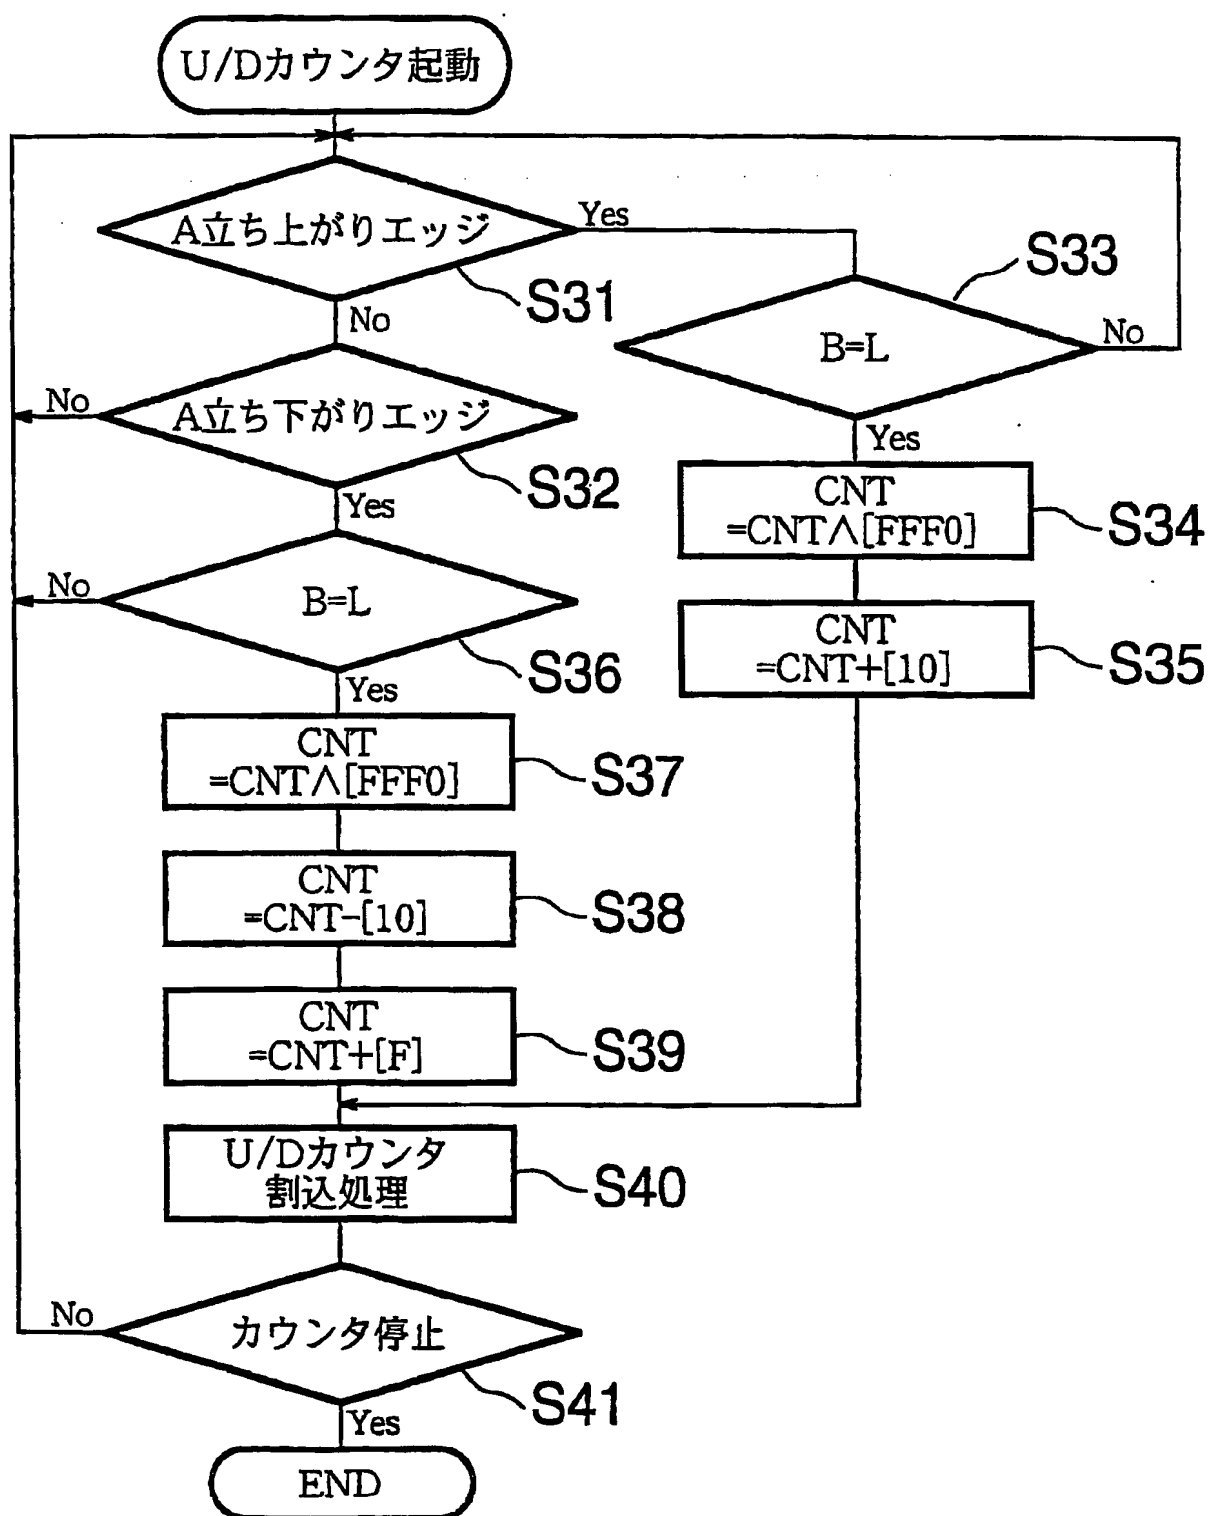 U/Dカウンタ起動
A立ち上がりエッジ
Yes
S31
No
S33
B=L
No
Yes
A立ち下がりエッジ
No
S32
Yes
CNT
=CNT∧[FFF0]
S34
B=L
No
S36
Yes
CNT
=CNT+[10]
S35
CNT
=CNT∧[FFF0]
S37
CNT
=CNT-[10]
S38
CNT
=CNT+[F]
S39
U/Dカウンタ
割込処理
S40
カウンタ停止
No
S41
Yes
END